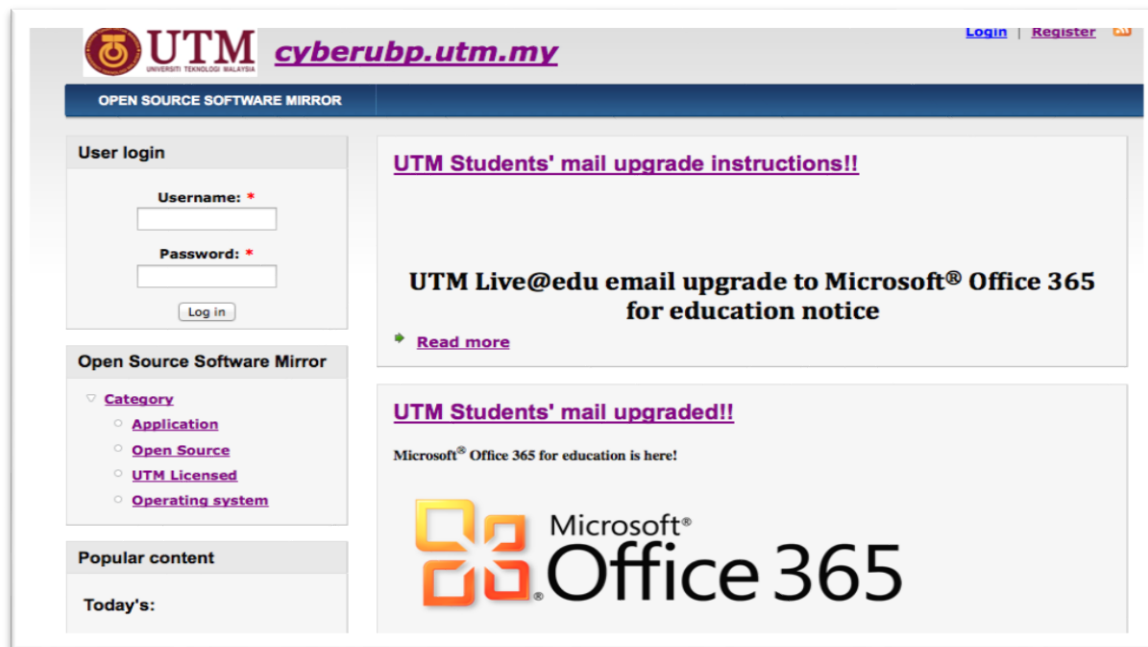 UTM
UNIVERSITI TEKNOLOGI MALAYSIA
cyberubp.utm.my
Login | Register
OPEN SOURCE SOFTWARE MIRROR
User login
Username: *
Password: *
Log in
Open Source Software Mirror
Category
Application
Open Source
UTM Licensed
Operating system
Popular content
Today's:
UTM Students' mail upgrade instructions!!
UTM Live@edu email upgrade to Microsoft® Office 365
for education notice
Read more
UTM Students' mail upgraded!!
Microsoft® Office 365 for education is here!
Microsoft®
Office 365